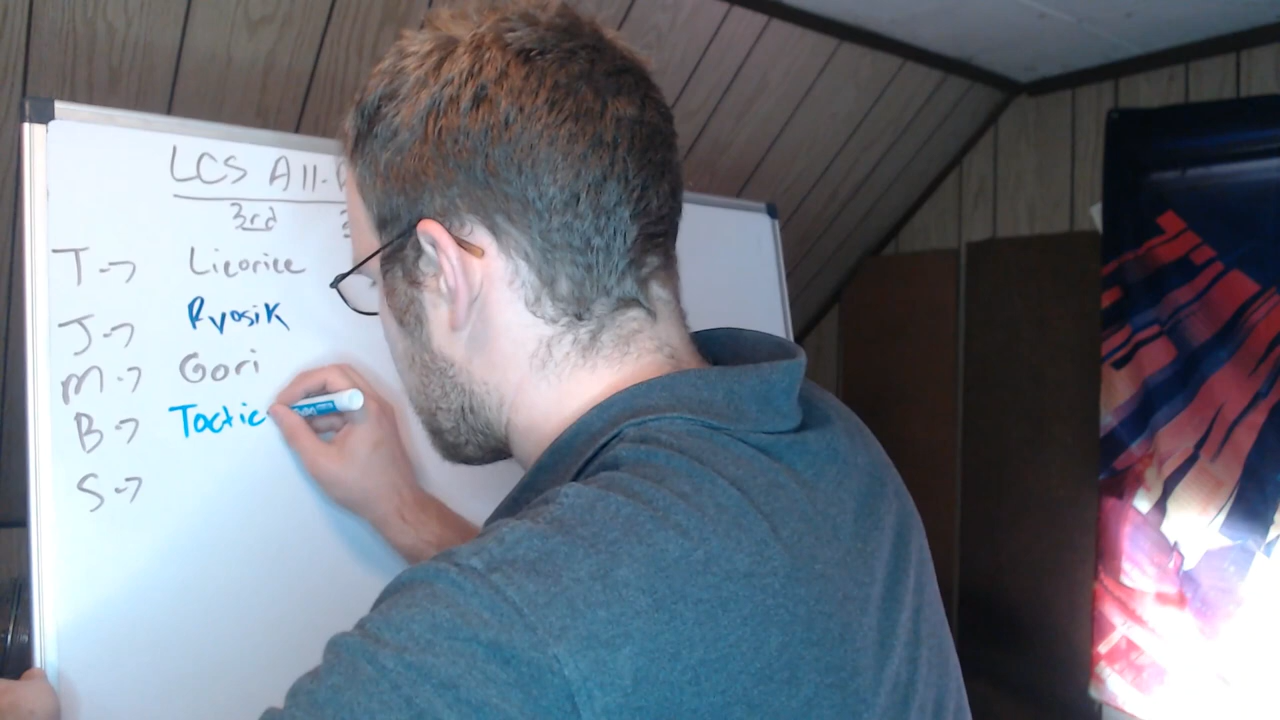 LCS All-
3rd
T-> Licorice
J-> Ryosik
M-> Gori
B-> Tactic
S->